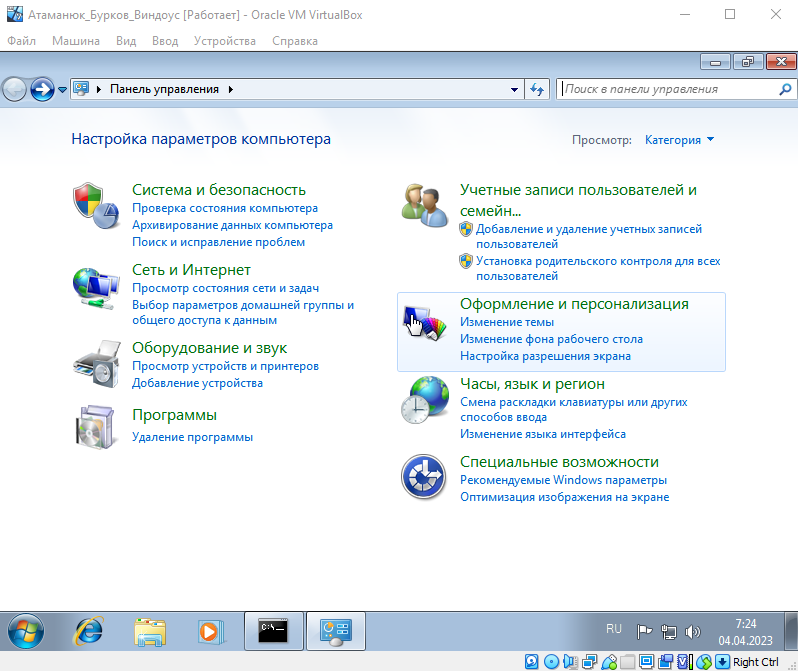 Атаманюк_Бурков_Виндоус [Работает] - Oracle VM VirtualBox
Файл Машина Вид Ввод Устройства Справка
Панель управления
Поиск в панели управления
Настройка параметров компьютера
Просмотр: Категория
Система и безопасность
Проверка состояния компьютера
Архивирование данных компьютера
Поиск и исправление проблем
Сеть и Интернет
Просмотр состояния сети и задач
Выбор параметров домашней группы и
общего доступа к данным
Оборудование и звук
Просмотр устройств и принтеров
Добавление устройства
Программы
Удаление программы
Учетные записи пользователей и
семейн...
Добавление и удаление учетных записей
пользователей
Установка родительского контроля для всех
пользователей
Оформление и персонализация
Изменение темы
Изменение фона рабочего стола
Настройка разрешения экрана
Часы, язык и регион
Смена раскладки клавиатуры или других
способов ввода
Изменение языка интерфейса
Специальные возможности
Рекомендуемые Windows параметры
Оптимизация изображения на экране
C:\
RU
7:24
04.04.2023
Right Ctrl